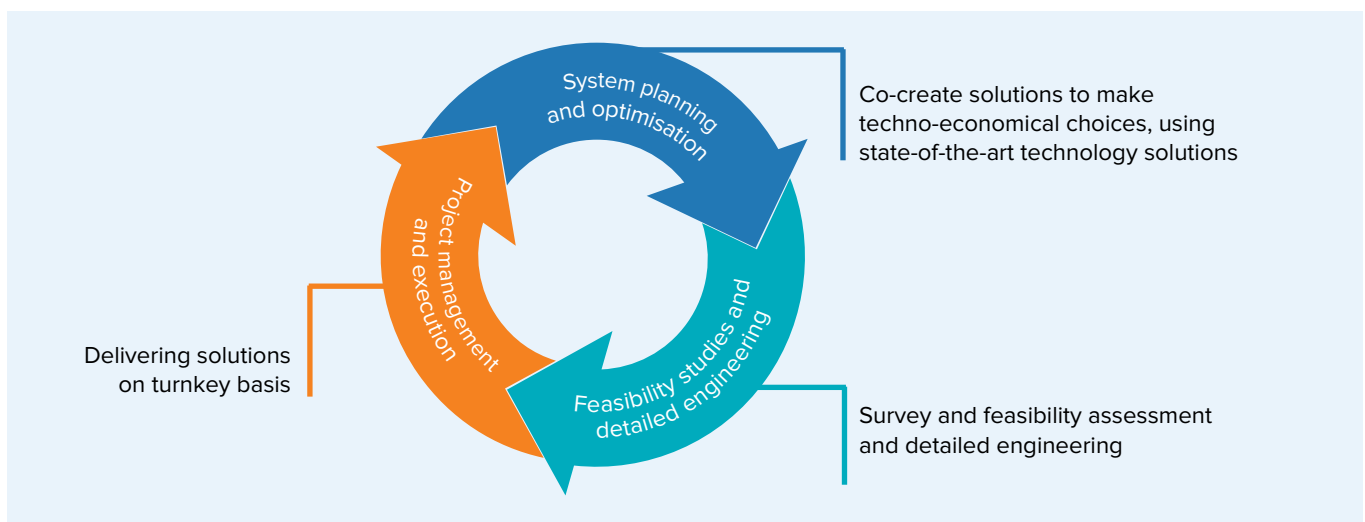 System planning
and optimisation
Co-create solutions to make
techno-economical choices, using
state-of-the-art technology solutions
Project management
and execution
Delivering solutions
on turnkey basis
Feasibility studies and
detailed engineering
Survey and feasibility assessment
and detailed engineering